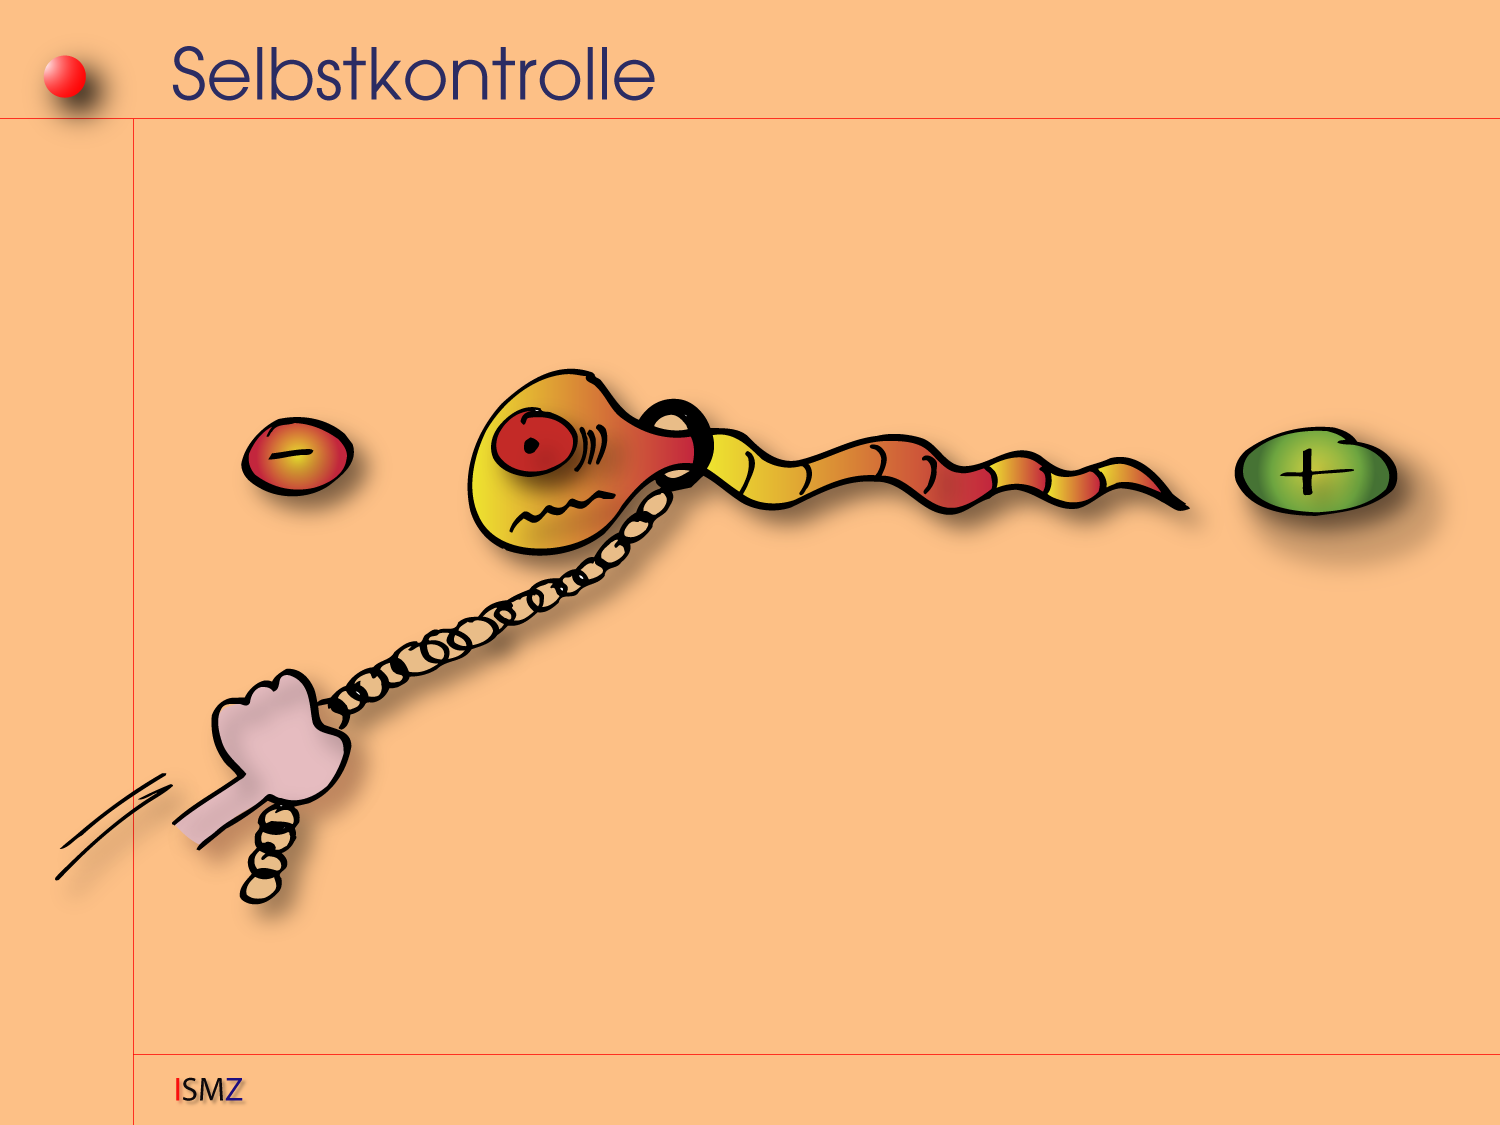 Selbstkontrolle
–
+
ISMZ